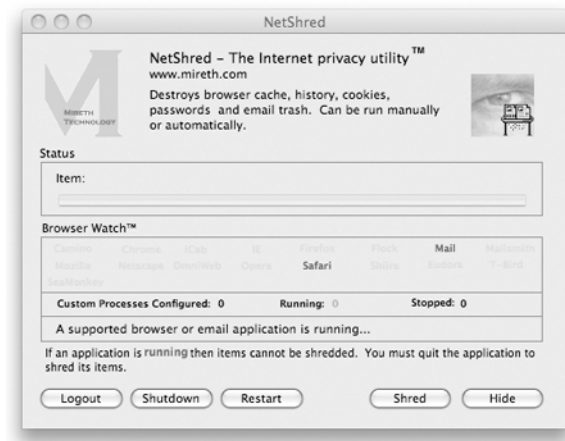 NetShred
NetShred – The Internet privacy utility™
www.mireth.com
Destroys browser cache, history, cookies,
passwords and email trash. Can be run manually
or automatically.
MIRETH
TECHNOLOGY
Status
Item:
Browser Watch™
Camino Chrome iCab IE Firefox Flock Mail Mailsmith
Mozilla Netscape OmniWeb Opera Safari Shiira Eudora T-Bird
SeaMonkey
Custom Processes Configured: 0 Running: 0 Stopped: 0
A supported browser or email application is running...
If an application is running then items cannot be shredded. You must quit the application to
shred its items.
Logout Shutdown Restart Shred Hide